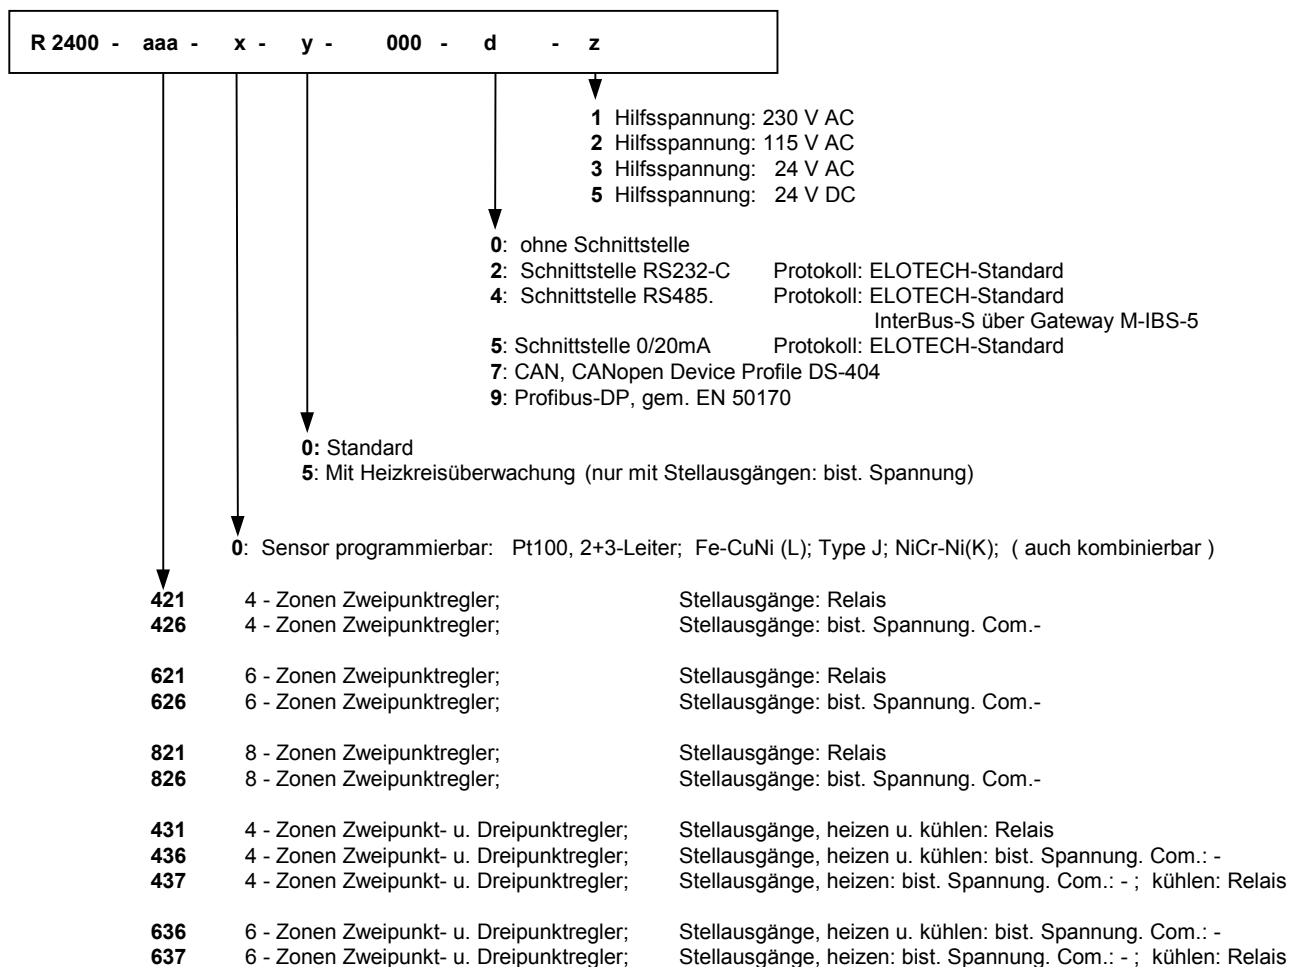 R 2400 - aaa - x - y - 000 - d - z
1 Hilfsspannung: 230 V AC
2 Hilfsspannung: 115 V AC
3 Hilfsspannung: 24 V AC
5 Hilfsspannung: 24 V DC
0: ohne Schnittstelle
2: Schnittstelle RS232-C Protokoll: ELOTECH-Standard
4: Schnittstelle RS485. Protokoll: ELOTECH-Standard
InterBus-S über Gateway M-IBS-5
5: Schnittstelle 0/20mA Protokoll: ELOTECH-Standard
7: CAN, CANopen Device Profile DS-404
9: Profibus-DP, gem. EN 50170
0: Standard
5: Mit Heizkreisüberwachung (nur mit Stellausgängen: bist. Spannung)
0: Sensor programmierbar: Pt100, 2+3-Leiter; Fe-CuNi (L); Type J; NiCr-Ni(K); ( auch kombinierbar )
421 4 - Zonen Zweipunktregler; Stellausgänge: Relais
426 4 - Zonen Zweipunktregler; Stellausgänge: bist. Spannung. Com.-
621 6 - Zonen Zweipunktregler; Stellausgänge: Relais
626 6 - Zonen Zweipunktregler; Stellausgänge: bist. Spannung. Com.-
821 8 - Zonen Zweipunktregler; Stellausgänge: Relais
826 8 - Zonen Zweipunktregler; Stellausgänge: bist. Spannung. Com.-
431 4 - Zonen Zweipunkt- u. Dreipunktregler; Stellausgänge, heizen u. kühlen: Relais
436 4 - Zonen Zweipunkt- u. Dreipunktregler; Stellausgänge, heizen u. kühlen: bist. Spannung. Com.: -
437 4 - Zonen Zweipunkt- u. Dreipunktregler; Stellausgänge, heizen: bist. Spannung. Com.: - ; kühlen: Relais
636 6 - Zonen Zweipunkt- u. Dreipunktregler; Stellausgänge, heizen u. kühlen: bist. Spannung. Com.: -
637 6 - Zonen Zweipunkt- u. Dreipunktregler; Stellausgänge, heizen: bist. Spannung. Com.: - ; kühlen: Relais